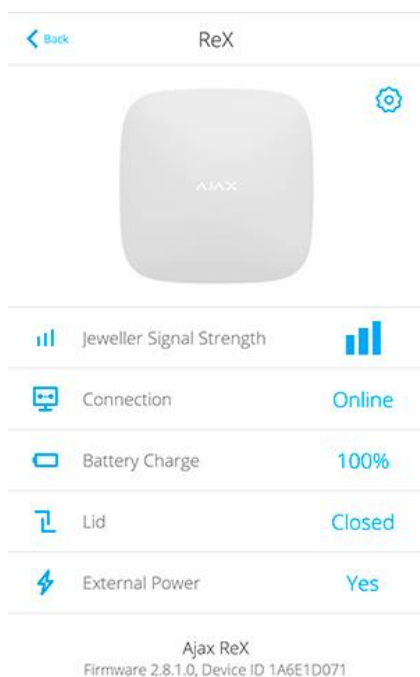 Back
ReX
AJAX
Jeweller Signal Strength
Connection Online
Battery Charge 100%
Lid Closed
External Power Yes
Ajax ReX
Firmware 2.8.1.0, Device ID 1A6E1D071